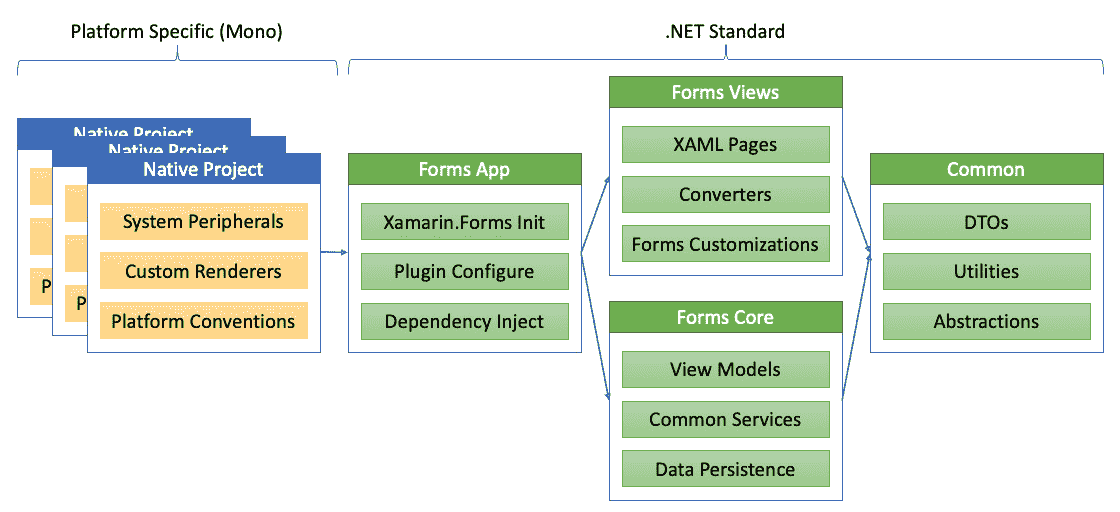 Platform Specific (Mono)
.NET Standard
Native Project
Native Project
Native Project
System Peripherals
Custom Renderers
Platform Conventions
P
P
Forms App
Xamarin.Forms Init
Plugin Configure
Dependency Inject
Forms Views
XAML Pages
Converters
Forms Customizations
Forms Core
View Models
Common Services
Data Persistence
Common
DTOs
Utilities
Abstractions